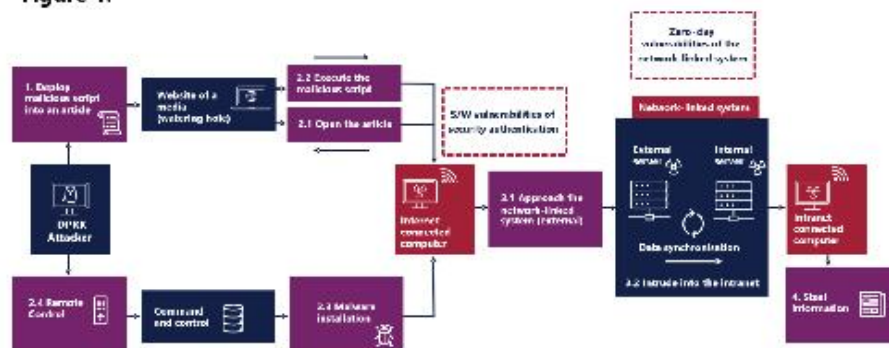 Figure 1.
1. Deploy
malicious script
into an article
Website of a
media
(watering hole)
2.2 Execute the
malicious script
2.1 Open the article
S/W vulnerabilities of
security authentication
Zero-day
vulnerabilities of the
network-linked system
Network-linked system
External
server
Internal
server
Data synchronisation
3.2 Intrude into the intranet
DPRK
Attacker
Internet
connected
computer
3.1 Approach the
network-linked
system (external)
Intranet
connected
computer
2.4 Remote
Control
Command
and control
2.3 Malware
installation
4. Steal
information